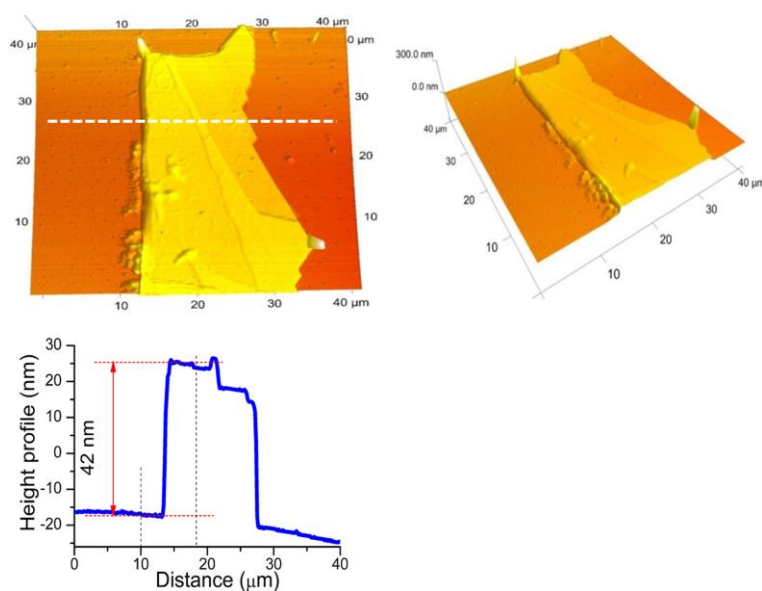 10 20 30 40 μm
40 μm 0 μm
30 10
20 20
10 30
10 20 30 40 μm
300.0 nm
0.0 nm
40 μm
30
20
10
40 μm
30
20
10
30
20
10
0
-10
-20
0 10 20 30 40
Height profile (nm)
42 nm
Distance (μm)